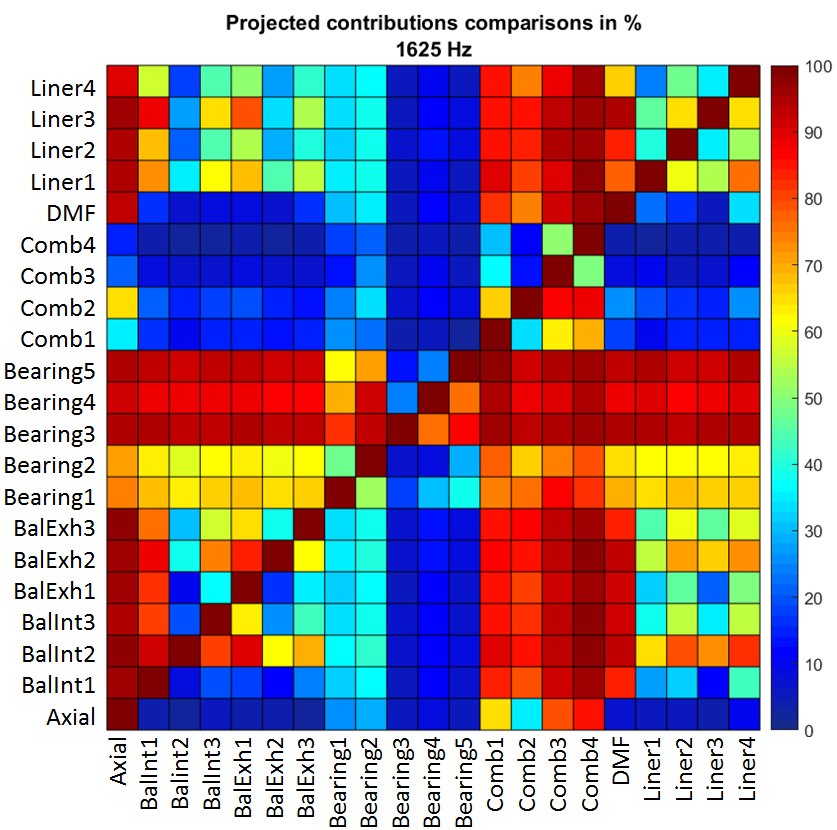 Projected contributions comparisons in %
1625 Hz
Liner4
Liner3
Liner2
Liner1
DMF
Comb4
Comb3
Comb2
Comb1
Bearing5
Bearing4
Bearing3
Bearing2
Bearing1
BalExh3
BalExh2
BalExh1
BalInt3
BalInt2
BalInt1
Axial
100
90
80
70
60
50
40
30
20
10
0
Axial
BalInt1
Balint2
BalInt3
BalExh1
BalExh2
BalExh3
Bearing1
Bearing2
Bearing3
Bearing4
Bearing5
Comb1
Comb2
Comb3
Comb4
DMF
Liner1
Liner2
Liner3
Liner4